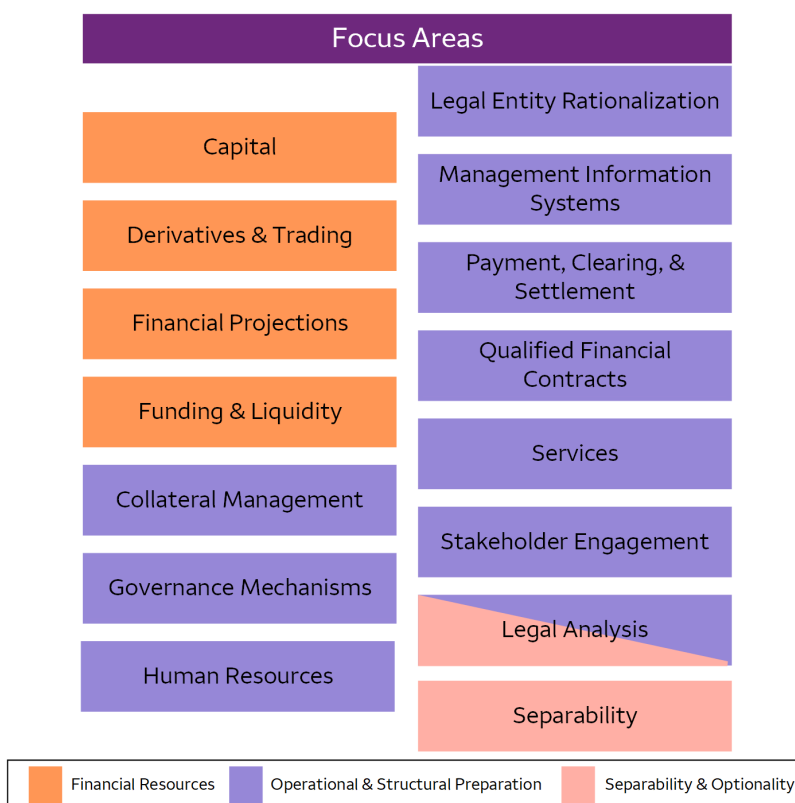 Focus Areas
Capital
Derivatives & Trading
Financial Projections
Funding & Liquidity
Collateral Management
Governance Mechanisms
Human Resources
Legal Entity Rationalization
Management Information
Systems
Payment, Clearing, &
Settlement
Qualified Financial
Contracts
Services
Stakeholder Engagement
Legal Analysis
Separability
Financial Resources
Operational & Structural Preparation
Separability & Optionality